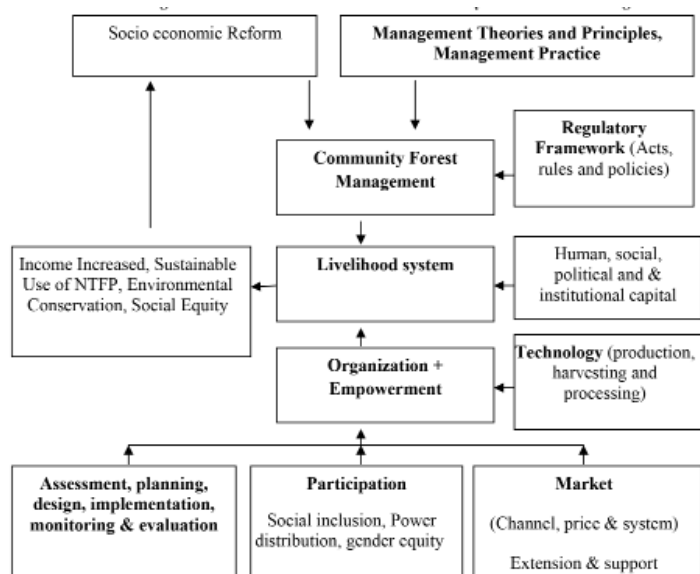 Socio economic Reform
Management Theories and Principles,
Management Practice
Regulatory
Framework (Acts,
rules and policies)
Community Forest
Management
Income Increased, Sustainable
Use of NTFP, Environmental
Conservation, Social Equity
Livelihood system
Human, social,
political and &
institutional capital
Technology (production,
harvesting and
processing)
Organization +
Empowerment
Assessment, planning,
design, implementation,
monitoring & evaluation
Participation
Social inclusion, Power
distribution, gender equity
Market
(Channel, price & system)
Extension & support